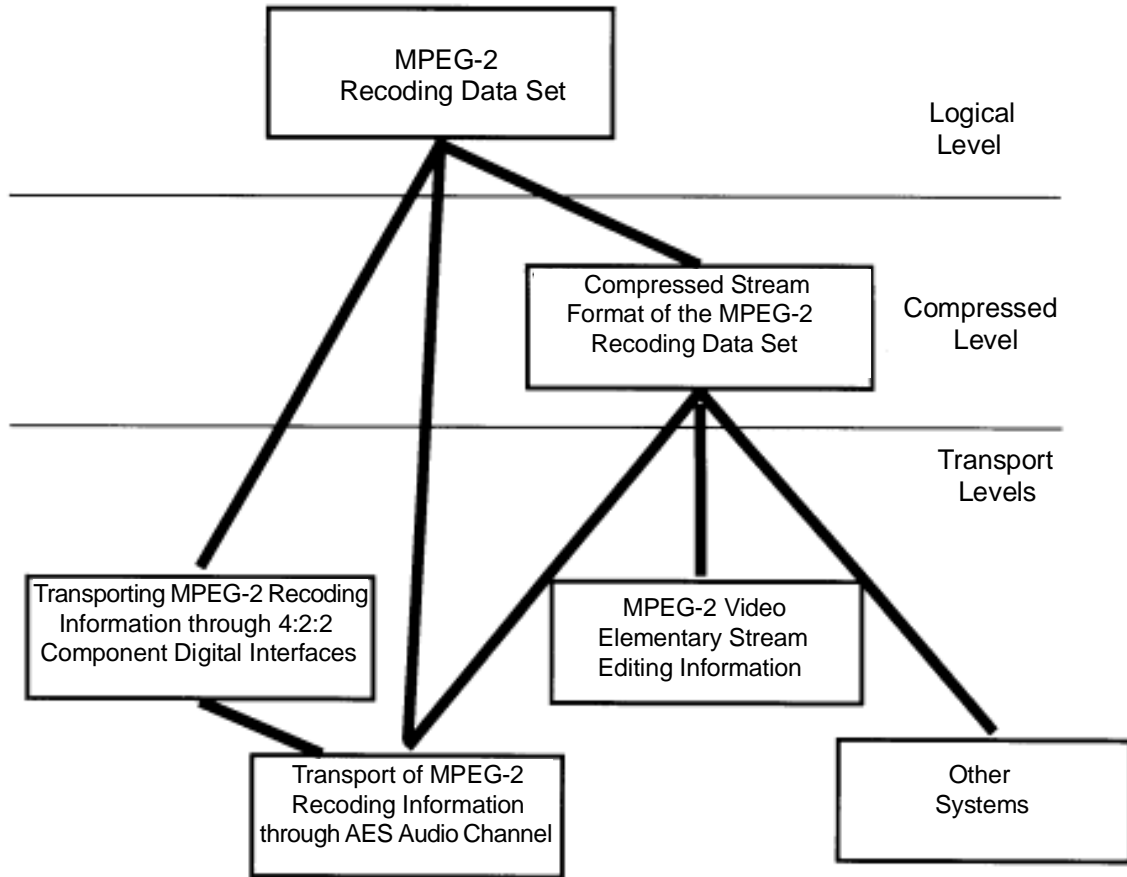 MPEG-2
Recoding Data Set
Logical
Level
Compressed Stream
Format of the MPEG-2
Recoding Data Set
Compressed
Level
Transport
Levels
Transporting MPEG-2 Recoding
Information through 4:2:2
Component Digital Interfaces
MPEG-2 Video
Elementary Stream
Editing Information
Transport of MPEG-2
Recoding Information
through AES Audio Channel
Other
Systems